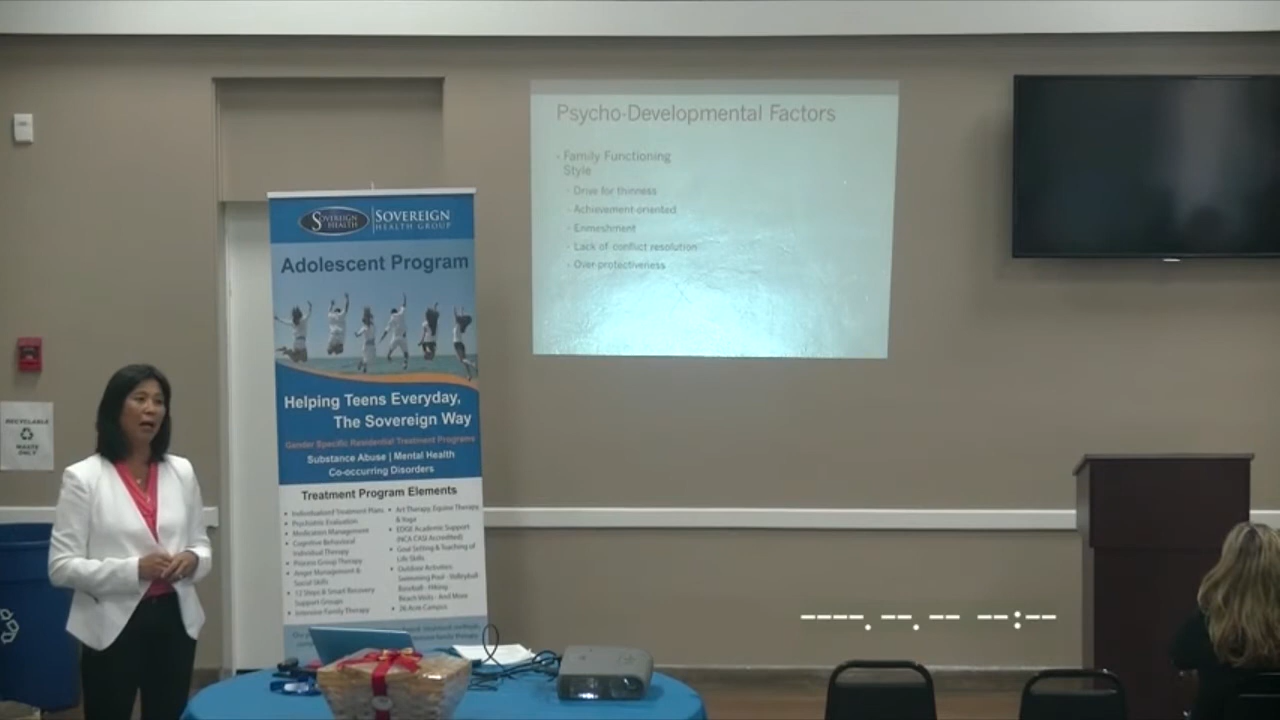 Psycho-Developmental Factors
· Family Functioning
Style
· Drive for thinness
· Achievement-oriented
· Enmeshment
· Lack of conflict resolution
· Over-protectiveness
SOVEREIGN
HEALTH
SOVEREIGN
HEALTH GROUP
Adolescent Program
Helping Teens Everyday,
The Sovereign Way
Gender Specific Residential Treatment Programs
Substance Abuse | Mental Health
Co-occurring Disorders
Treatment Program Elements
• Individualized Treatment Plans
• Psychiatric Evaluation
• Medication Management
• Cognitive Behavioral
Individual Therapy
• Process Group Therapy
• Anger Management &
Social Skills
• 12 Steps & Smart Recovery
Support Groups
• Intensive Family Therapy
• Art Therapy, Equine Therapy
& Yoga
• EDGE Academic Support
(NCA CASI Accredited)
• Goal Setting & Teaching of
Life Skills
• Outdoor Activities
Swimming Pool - Volleyball
Baseball - Hiking
Beach Visits - And More
• 26 Acre Campus
RECYCLABLE
WASTE
ONLY
----.--.-- --:--